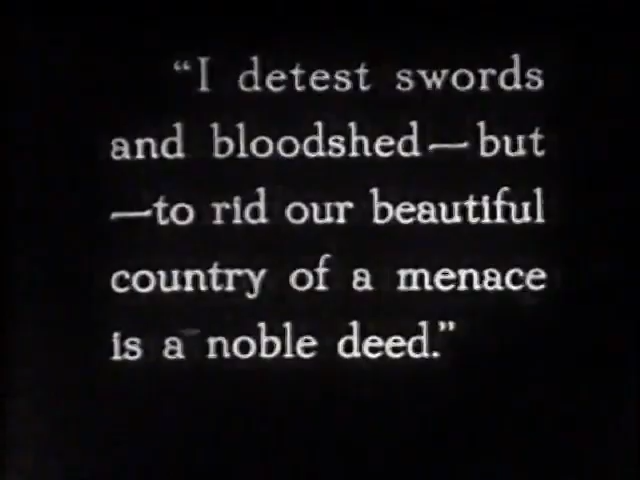 “I detest swords
and bloodshed—but
—to rid our beautiful
country of a menace
is a noble deed.”